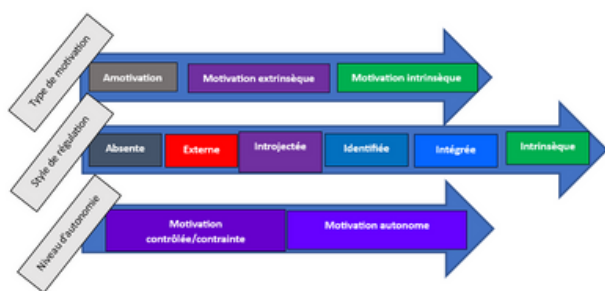 Type de motivation
Amotivation
Motivation extrinsèque
Motivation intrinsèque
Style de régulation
Absente
Externe
Introjectée
Identifiée
Intégrée
Intrinsèque
Niveau d'autonomie
Motivation
contrôlée/contrainte
Motivation autonome